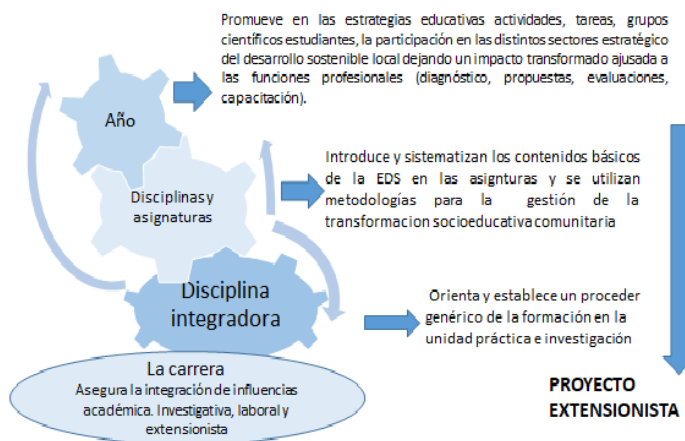 Promueve en las estrategias educativas actividades, tareas, grupos
científicos estudiantes, la participación en las distintos sectores estratégico
del desarrollo sostenible local dejando un impacto transformado ajusada a
las funciones profesionales (diagnóstico, propuestas, evaluaciones,
capacitación).
Año
Introduce y sistematizan los contenidos básicos
de la EDS en las asignturas y se utilizan
metodologías para la gestión de la
transformacion socioeducativa comunitaria
Disciplinas y
asignaturas
Disciplina
integradora
Orienta y establece un proceder
genérico de la formación en la
unidad práctica e investigación
La carrera
Asegura la integración de influencias
académica. Investigativa, laboral y
extensionista
PROYECTO
EXTENSIONISTA